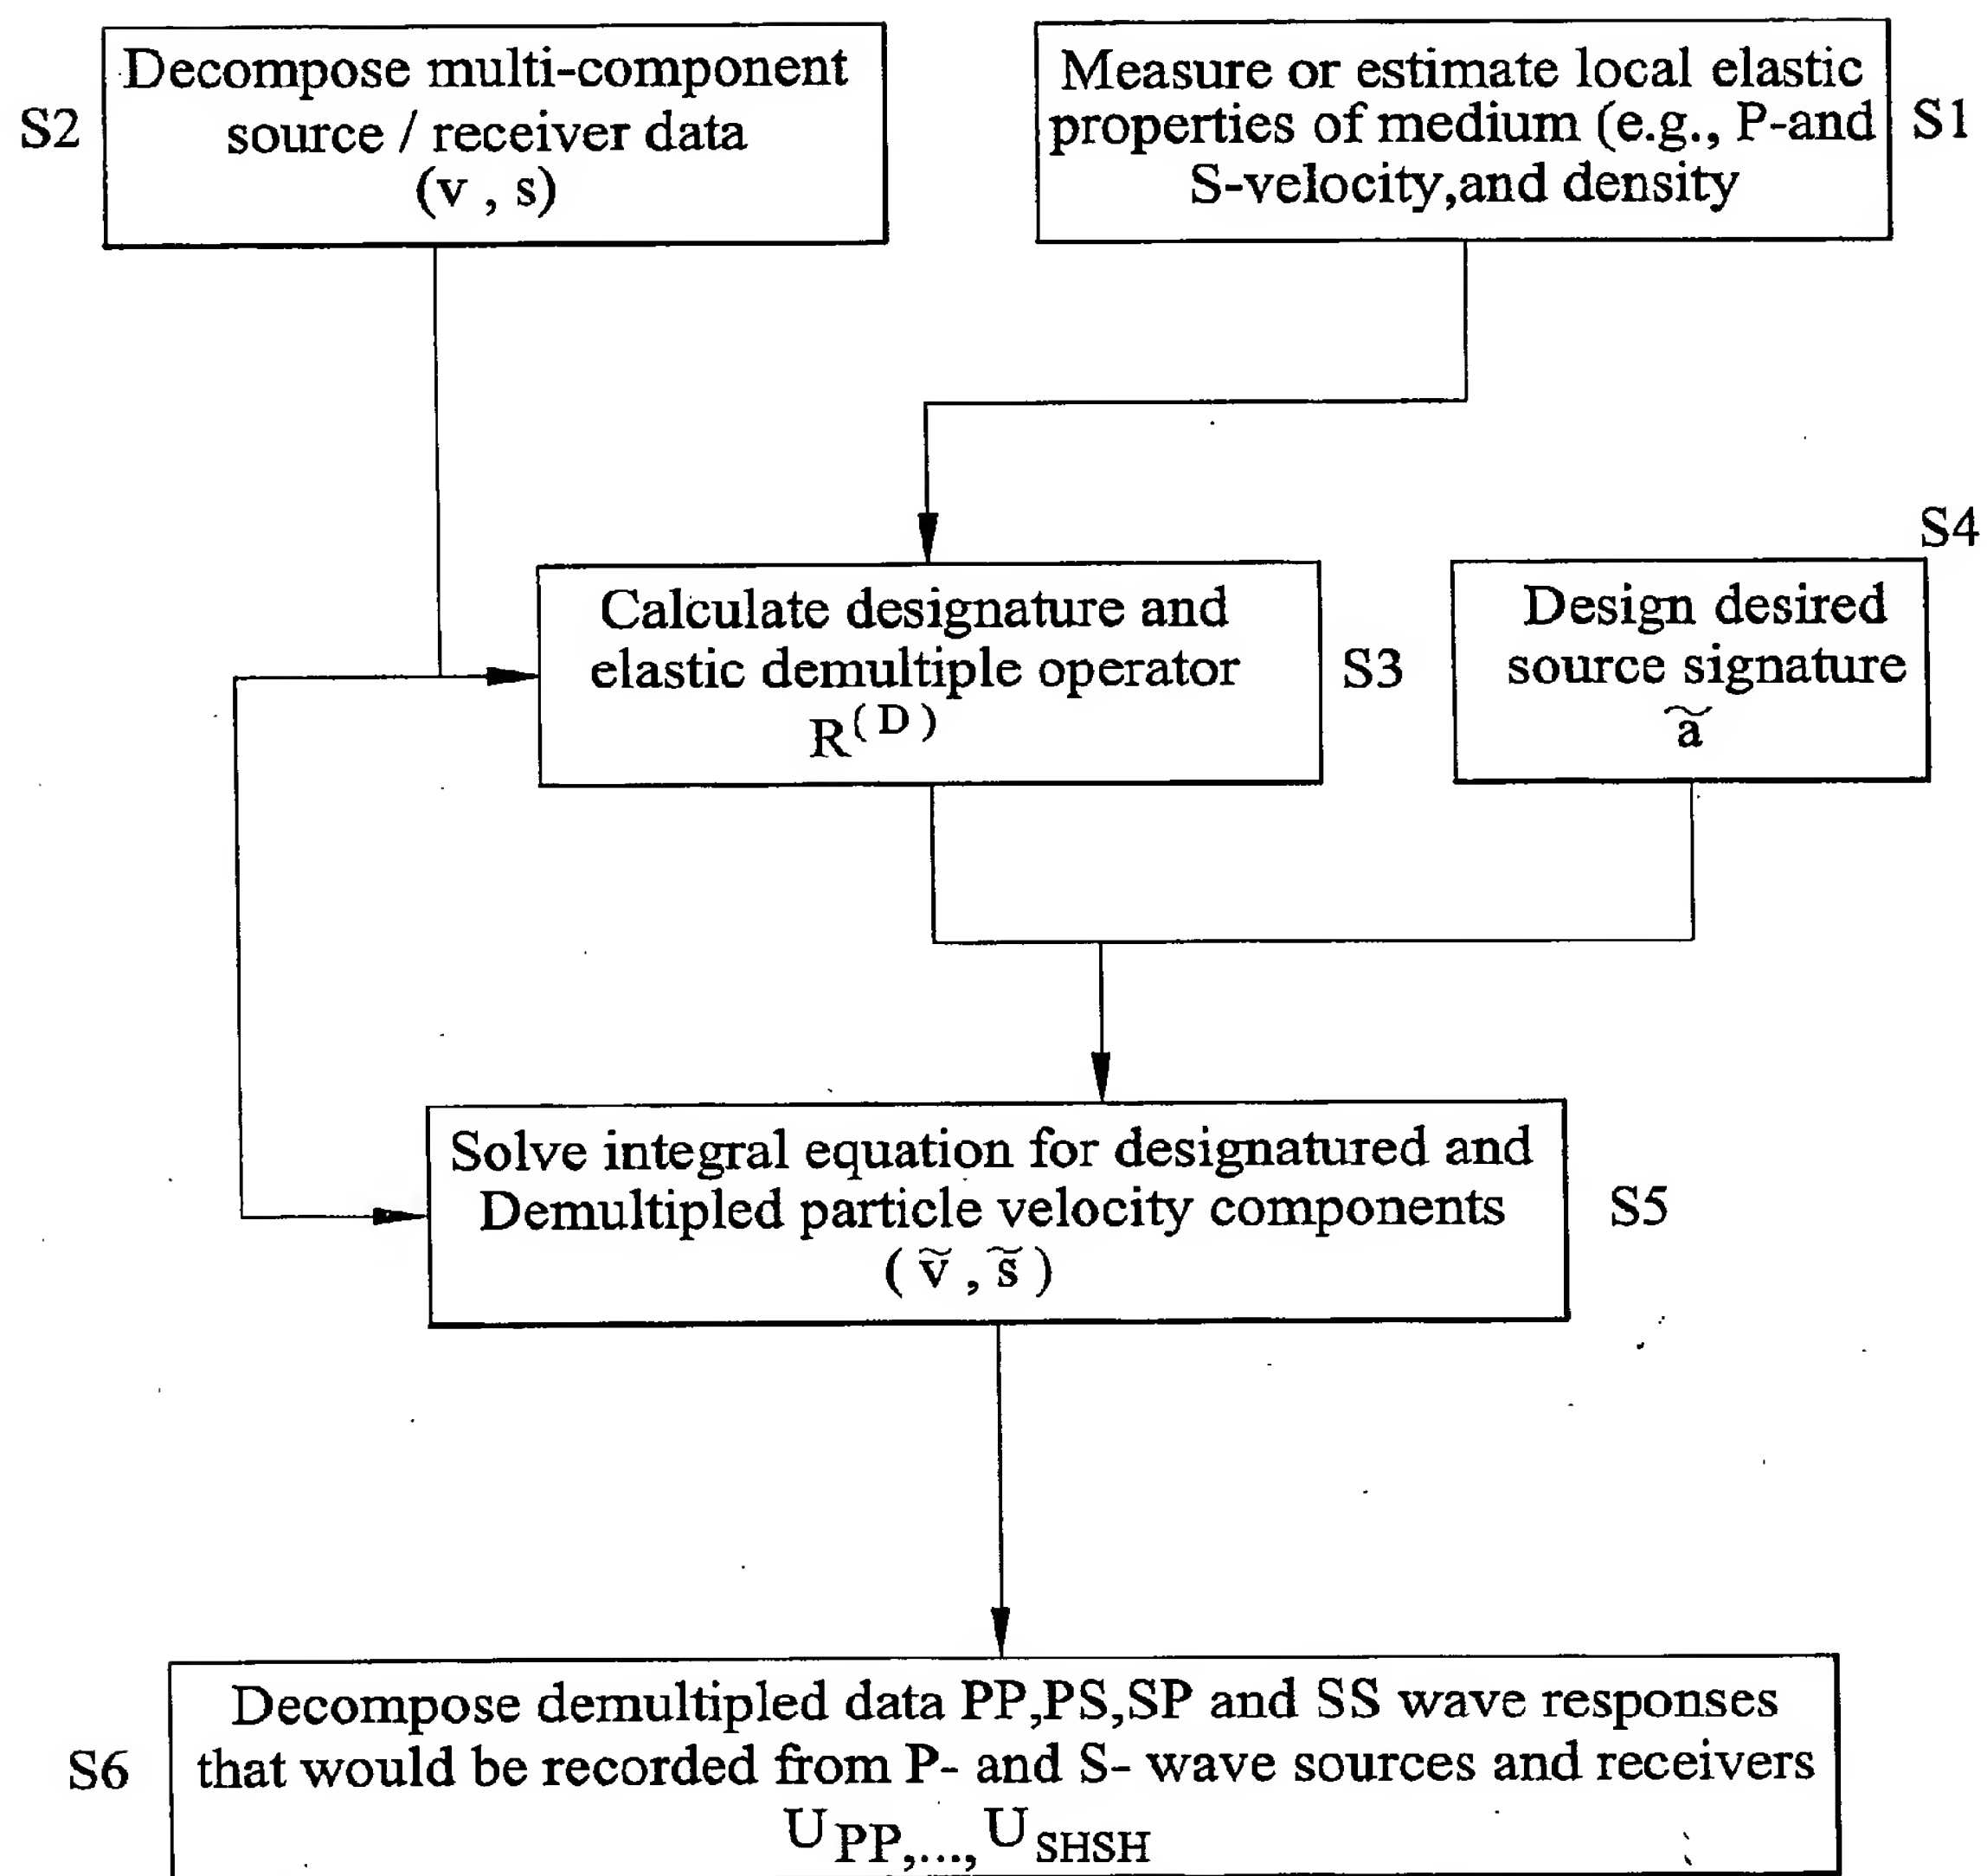 S2
Decompose multi-component
source / receiver data
(v , s)
Measure or estimate local elastic
properties of medium (e.g., P-and
S-velocity,and density
S1
Calculate designature and
elastic demultiple operator
R(D)
S3
S4
Design desired
source signature
ã
Solve integral equation for designatured and
Demultipled particle velocity components
( ṽ , s̃ )
S5
S6
Decompose demultipled data PP,PS,SP and SS wave responses
that would be recorded from P- and S- wave sources and receivers
UPP,..., USHSH